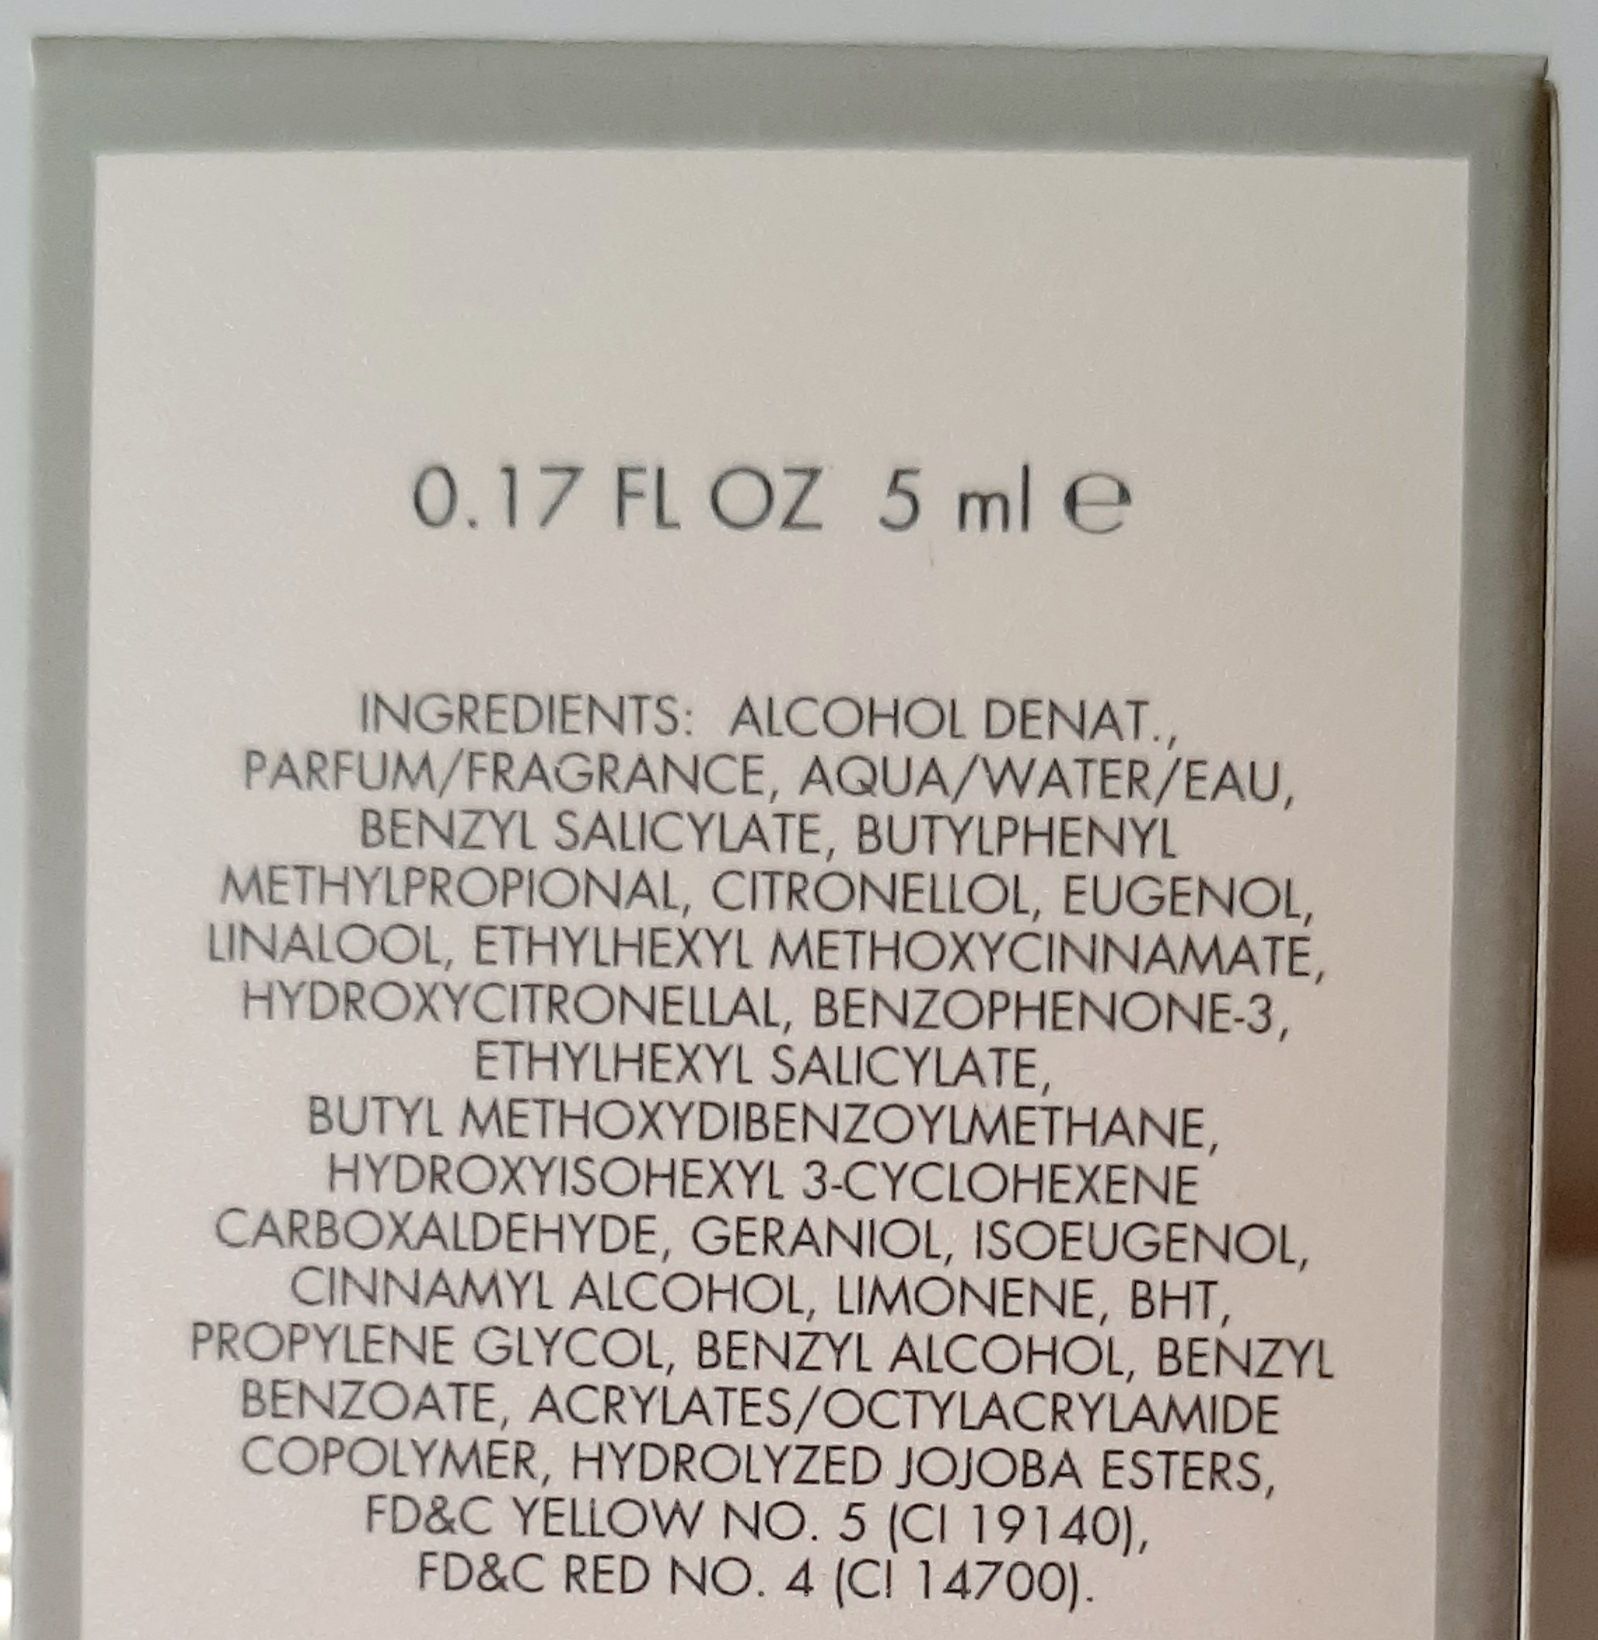 0.17 FL OZ 5 ml ℮
INGREDIENTS: ALCOHOL DENAT.,
PARFUM/FRAGRANCE, AQUA/WATER/EAU,
BENZYL SALICYLATE, BUTYLPHENYL
METHYLPROPIONAL, CITRONELLOL, EUGENOL,
LINALOOL, ETHYLHEXYL METHOXYCINNAMATE,
HYDROXYCITRONELLAL, BENZOPHENONE-3,
ETHYLHEXYL SALICYLATE,
BUTYL METHOXYDIBENZOYLMETHANE,
HYDROXYISOHEXYL 3-CYCLOHEXENE
CARBOXALDEHYDE, GERANIOL, ISOEUGENOL,
CINNAMYL ALCOHOL, LIMONENE, BHT,
PROPYLENE GLYCOL, BENZYL ALCOHOL, BENZYL
BENZOATE, ACRYLATES/OCTYLACRYLAMIDE
COPOLYMER, HYDROLYZED JOJOBA ESTERS,
FD&C YELLOW NO. 5 (CI 19140),
FD&C RED NO. 4 (CI 14700).